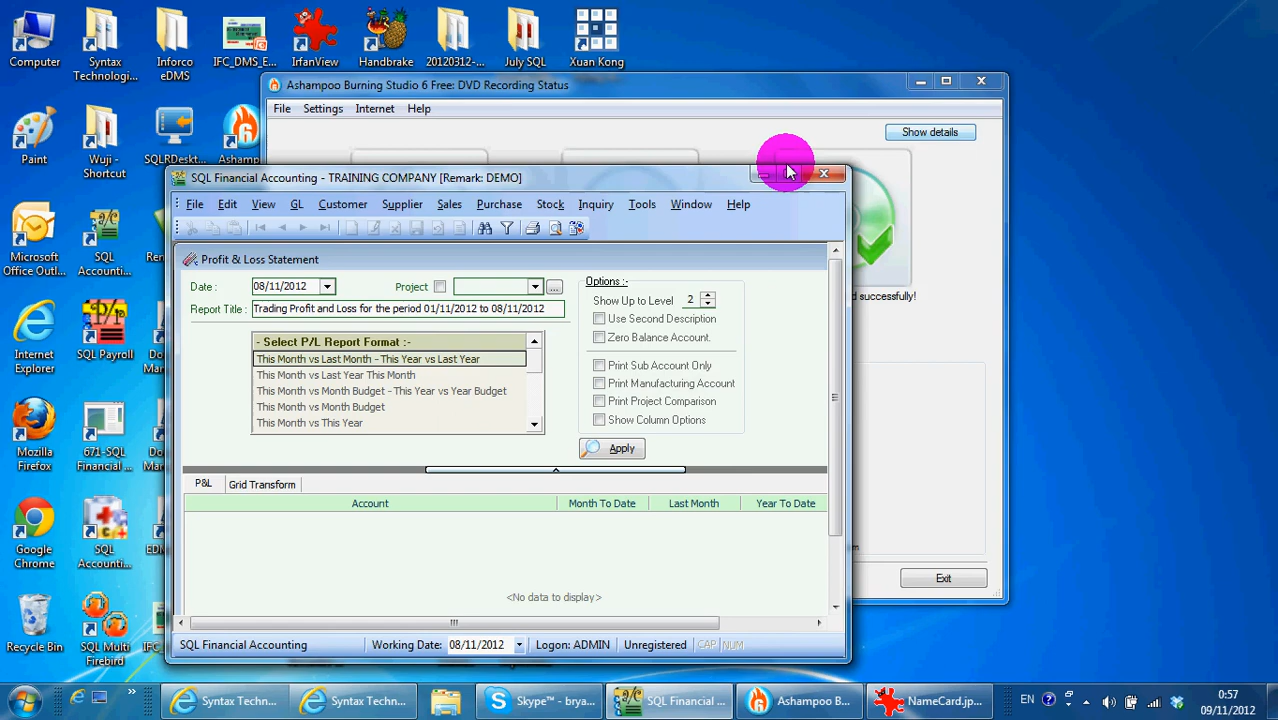 Computer
Syntax Technologi...
Inforco eDMS
IFC_DMS_E...
IrfanView
Handbrake
20120312-...
July SQL
Xuan Kong
Paint
Wuji - Shortcut
SQLRDeskt...
Ashamp
Microsoft Office Outl...
SQL Accounti...
Ren
Internet Explorer
SQL Payroll
Do
Mar
Mozilla Firefox
671-SQL Financial ...
Do
Mar
Google Chrome
SQL Accounti...
EDM
Recycle Bin
SQL Multi Firebird
IFC_
Ashampoo Burning Studio 6 Free: DVD Recording Status
File Settings Internet Help
Show details
d successfully!
m
Exit
SQL Financial Accounting - TRAINING COMPANY [Remark: DEMO]
File Edit View GL Customer Supplier Sales Purchase Stock Inquiry Tools Window Help
Profit & Loss Statement
Date : 08/11/2012 Project ...
Report Title : Trading Profit and Loss for the period 01/11/2012 to 08/11/2012
- Select P/L Report Format :-
This Month vs Last Month - This Year vs Last Year
This Month vs Last Year This Month
This Month vs Month Budget - This Year vs Year Budget
This Month vs Month Budget
This Month vs This Year
Options :-
Show Up to Level 2
Use Second Description
Zero Balance Account.
Print Sub Account Only
Print Manufacturing Account
Print Project Comparison
Show Column Options
Apply
P&L Grid Transform
Account Month To Date Last Month Year To Date
<No data to display>
SQL Financial Accounting Working Date: 08/11/2012 Logon: ADMIN Unregistered CAP NUM
Syntax Techn... Syntax Techn... Skype™ - brya... SQL Financial ... Ashampoo B... NameCard.jp... EN 0:57
09/11/2012